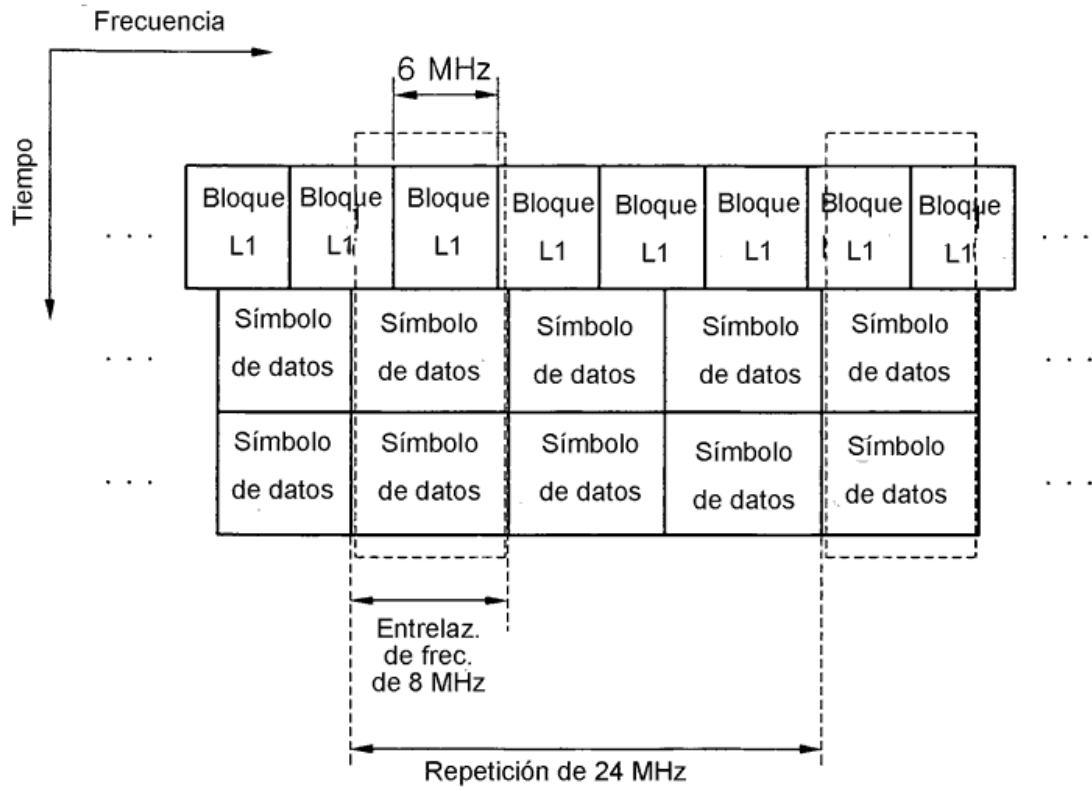 Frecuencia
6 MHz
Tiempo
Bloque Bloque Bloque Bloque Bloque Bloque Bloque Bloque
. . . L1 L1 L1 L1 L1 L1 L1 L1 . . .
Símbolo Símbolo Símbolo Símbolo Símbolo
. . . de datos de datos de datos de datos de datos . . .
Símbolo Símbolo Símbolo Símbolo Símbolo
. . . de datos de datos de datos de datos de datos . . .
Entrelaz.
de frec.
de 8 MHz
Repetición de 24 MHz